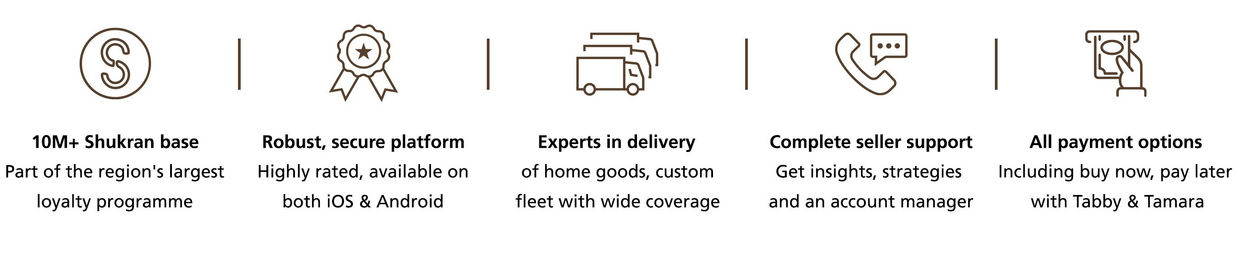 10M+ Shukran base
Part of the region's largest
loyalty programme
Robust, secure platform
Highly rated, available on
both iOS & Android
Experts in delivery
of home goods, custom
fleet with wide coverage
Complete seller support
Get insights, strategies
and an account manager
All payment options
Including buy now, pay later
with Tabby & Tamara